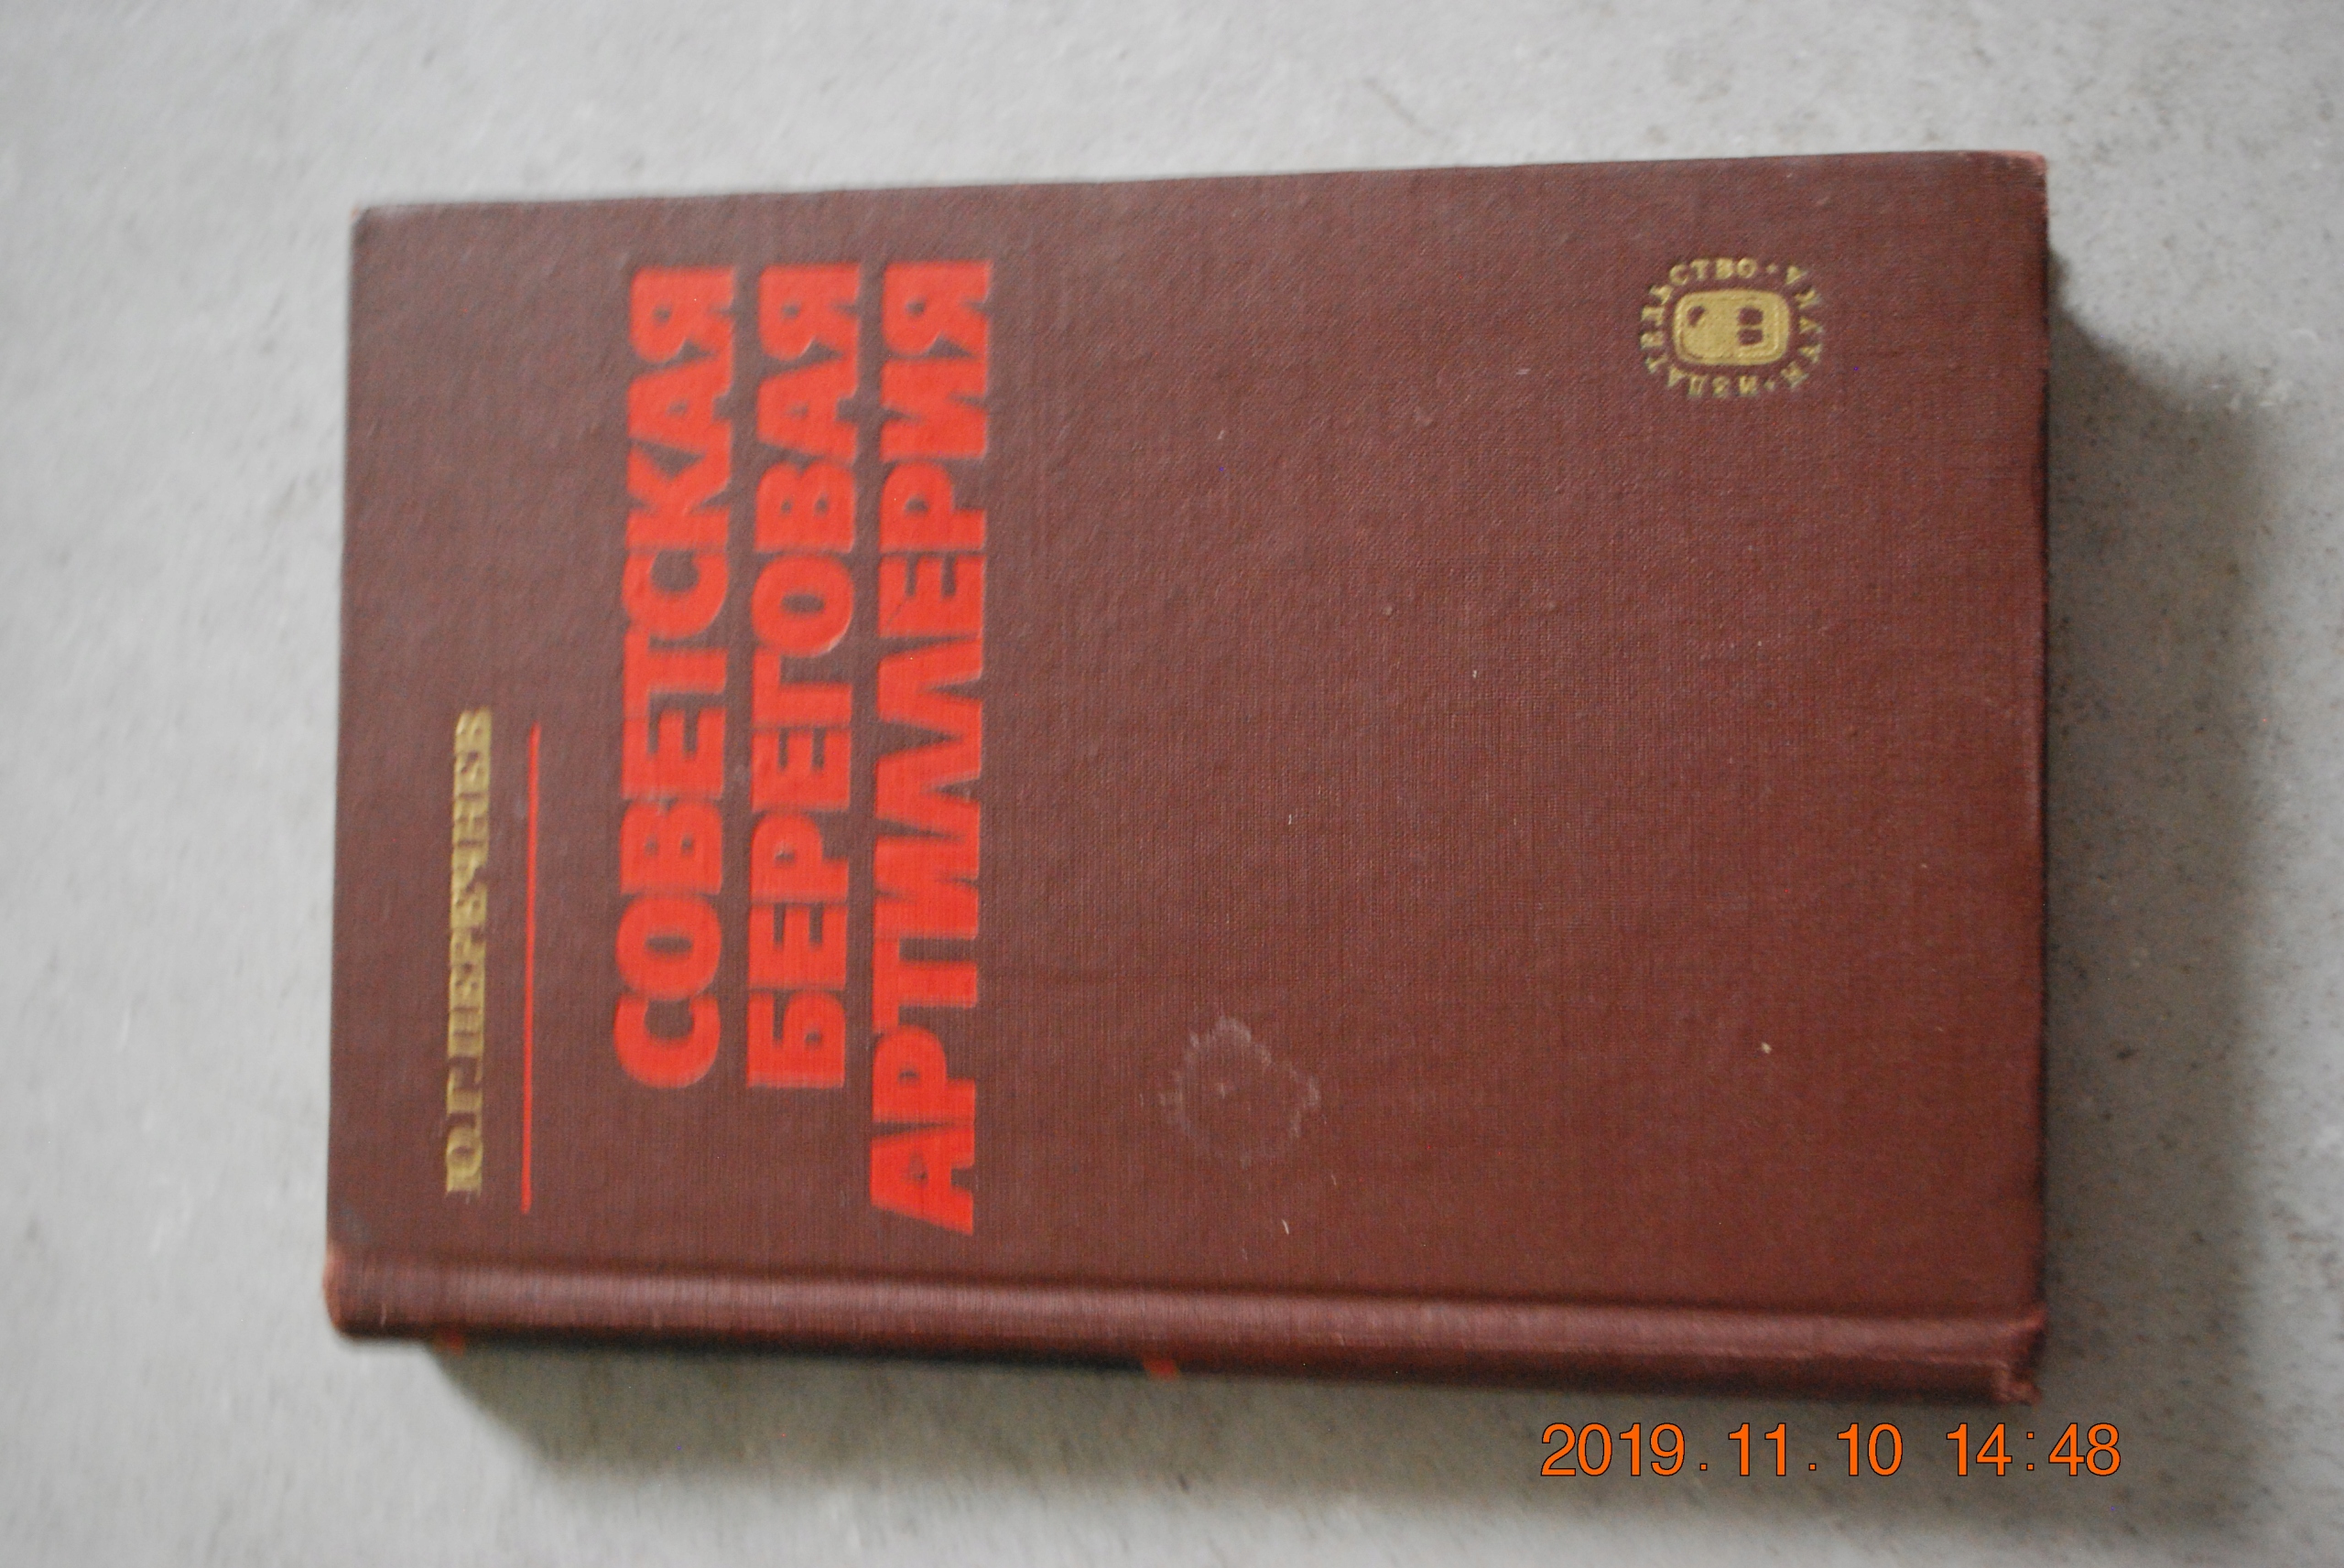 Ю.Г.ПЕРЕЧНЕВ
СОВЕТСКАЯ
БЕРЕГОВАЯ
АРТИЛЛЕРИЯ
ИЗДАТЕЛЬСТВО · НАУКА ·
2019.11.10 14:48